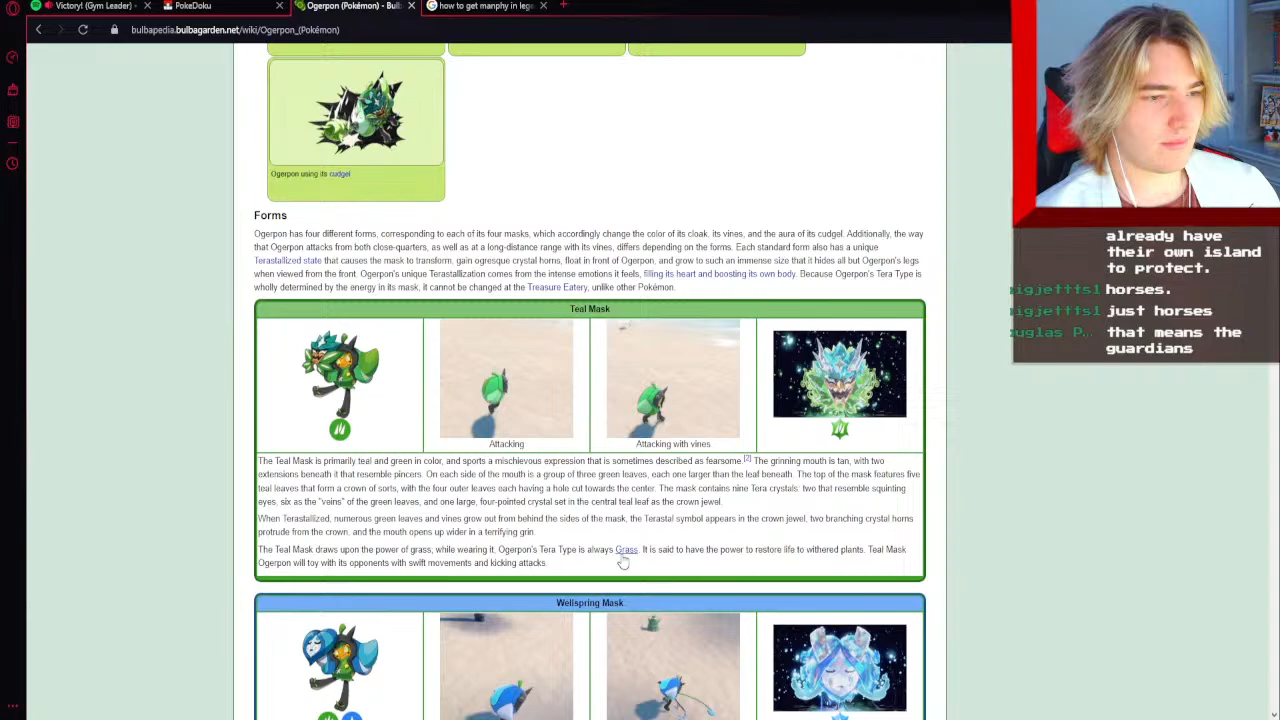 Victory! (Gym Leader) -
PokeDoku
Ogerpon (Pokémon) - Bulb
how to get manphy in lege
bulbapedia.bulbagarden.net/wiki/Ogerpon_(Pokémon)
Ogerpon using its cudgel
Forms
Ogerpon has four different forms, corresponding to each of its four masks, which accordingly change the color of its cloak, its vines, and the aura of its cudgel. Additionally, the way
that Ogerpon attacks from both close-quarters, as well as at a long-distance range with its vines, differs depending on the forms. Each standard form also has a unique
Terastallized state that causes the mask to transform, gain ogresque crystal horns, float in front of Ogerpon, and grow to such an immense size that it hides all but Ogerpon's legs
when viewed from the front. Ogerpon's unique Terastallization comes from the intense emotions it feels, filling its heart and boosting its own body. Because Ogerpon's Tera Type is
wholly determined by the energy in its mask, it cannot be changed at the Treasure Eatery, unlike other Pokémon.
Teal Mask
Attacking
Attacking with vines
The Teal Mask is primarily teal and green in color, and sports a mischievous expression that is sometimes described as fearsome.[2] The grinning mouth is tan, with two
extensions beneath it that resemble pincers. On each side of the mouth is a group of three green leaves, each one larger than the leaf beneath. The top of the mask features five
teal leaves that form a crown of sorts, with the four outer leaves each having a hole cut towards the center. The mask contains nine Tera crystals: two that resemble squinting
eyes, six as the "veins" of the green leaves, and one large, four-pointed crystal set in the central teal leaf as the crown jewel.
When Terastallized, numerous green leaves and vines grow out from behind the sides of the mask, the Terastal symbol appears in the crown jewel, two branching crystal horns
protrude from the crown, and the mouth opens up wider in a terrifying grin.
The Teal Mask draws upon the power of grass; while wearing it, Ogerpon's Tera Type is always Grass. It is said to have the power to restore life to withered plants. Teal Mask
Ogerpon will toy with its opponents with swift movements and kicking attacks.
Wellspring Mask
already have
their own island
to protect.
igjettts1 horses.
igjettts1 just horses
uglas P... that means the
guardians